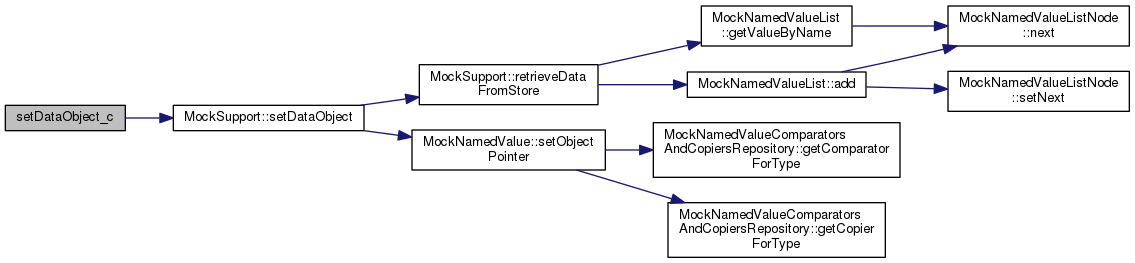 setDataObject_c
MockSupport::setDataObject
MockSupport::retrieveData
FromStore
MockNamedValueList
::getValueByName
MockNamedValueListNode
::next
MockNamedValueList::add
MockNamedValueListNode
::setNext
MockNamedValue::setObject
Pointer
MockNamedValueComparators
AndCopiersRepository::getComparator
ForType
MockNamedValueComparators
AndCopiersRepository::getCopier
ForType